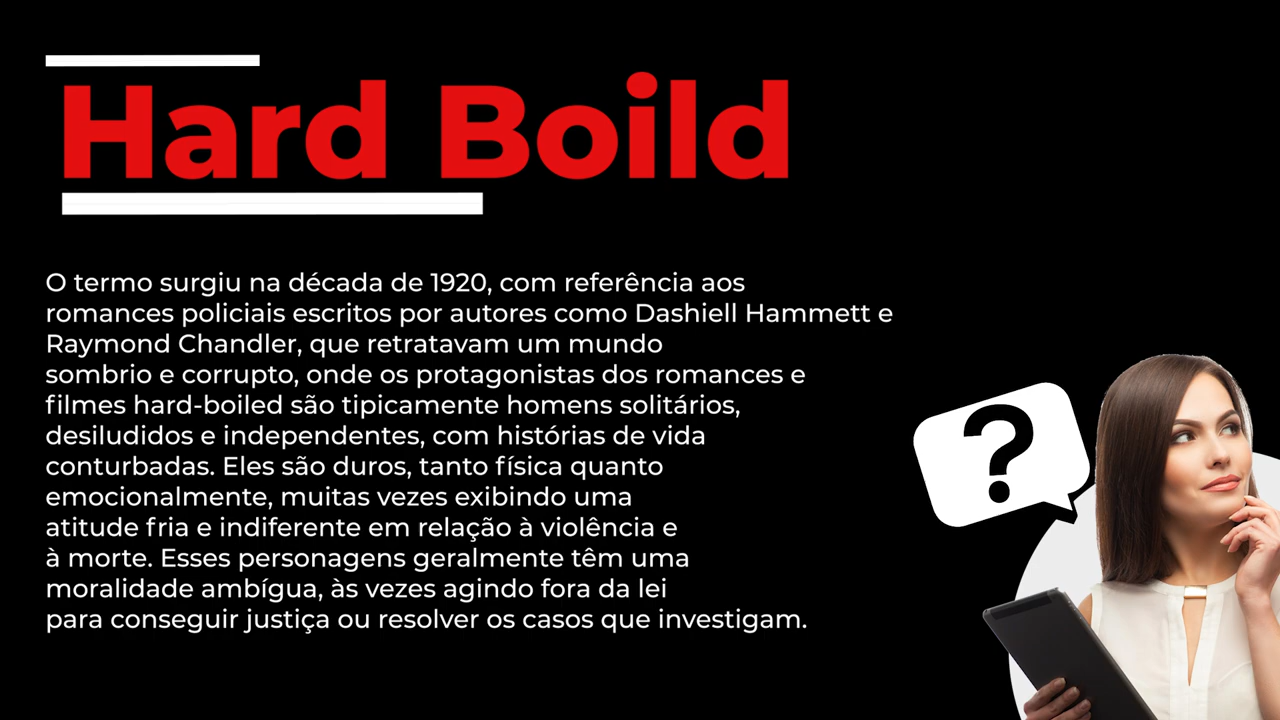 Hard Boild
O termo surgiu na década de 1920, com referência aos
romances policiais escritos por autores como Dashiell Hammett e
Raymond Chandler, que retratavam um mundo
sombrio e corrupto, onde os protagonistas dos romances e
filmes hard-boiled são tipicamente homens solitários,
desiludidos e independentes, com histórias de vida
conturbadas. Eles são duros, tanto física quanto
emocionalmente, muitas vezes exibindo uma
atitude fria e indiferente em relação à violência e
à morte. Esses personagens geralmente têm uma
moralidade ambígua, às vezes agindo fora da lei
para conseguir justiça ou resolver os casos que investigam.
?